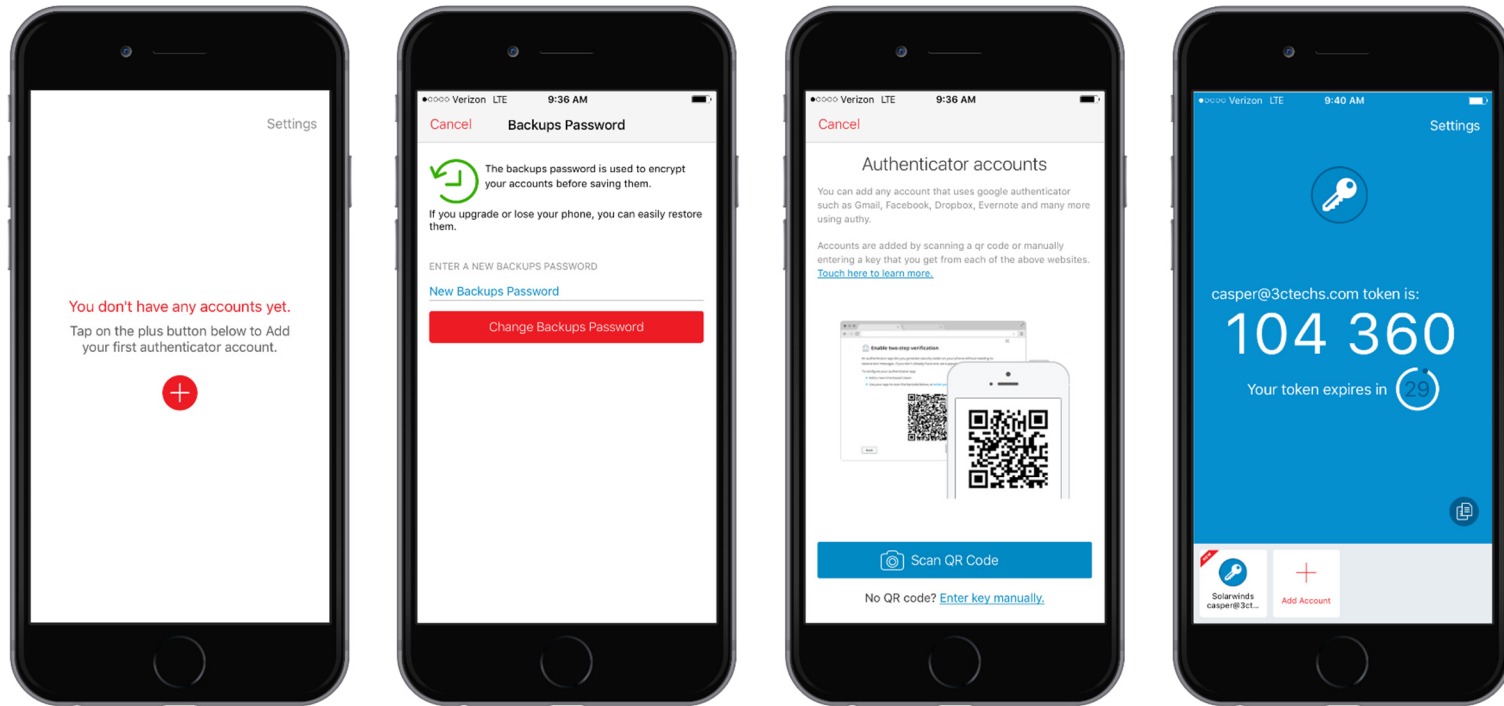 Settings
You don't have any accounts yet.
Tap on the plus button below to Add
your first authenticator account.
Verizon LTE 9:36 AM
Cancel Backups Password
The backups password is used to encrypt
your accounts before saving them.
If you upgrade or lose your phone, you can easily restore
them.
ENTER A NEW BACKUPS PASSWORD
New Backups Password
Change Backups Password
Verizon LTE 9:36 AM
Cancel
Authenticator accounts
You can add any account that uses google authenticator
such as Gmail, Facebook, Dropbox, Evernote and many more
using authy.
Accounts are added by scanning a qr code or manually
entering a key that you get from each of the above websites.
Touch here to learn more.
Enable two-step verification
Scan QR Code
No QR code? Enter key manually.
Verizon LTE 9:40 AM
Settings
casper@3ctechs.com token is:
104 360
Your token expires in 29
Solarwinds
casper@3ct...
Add Account